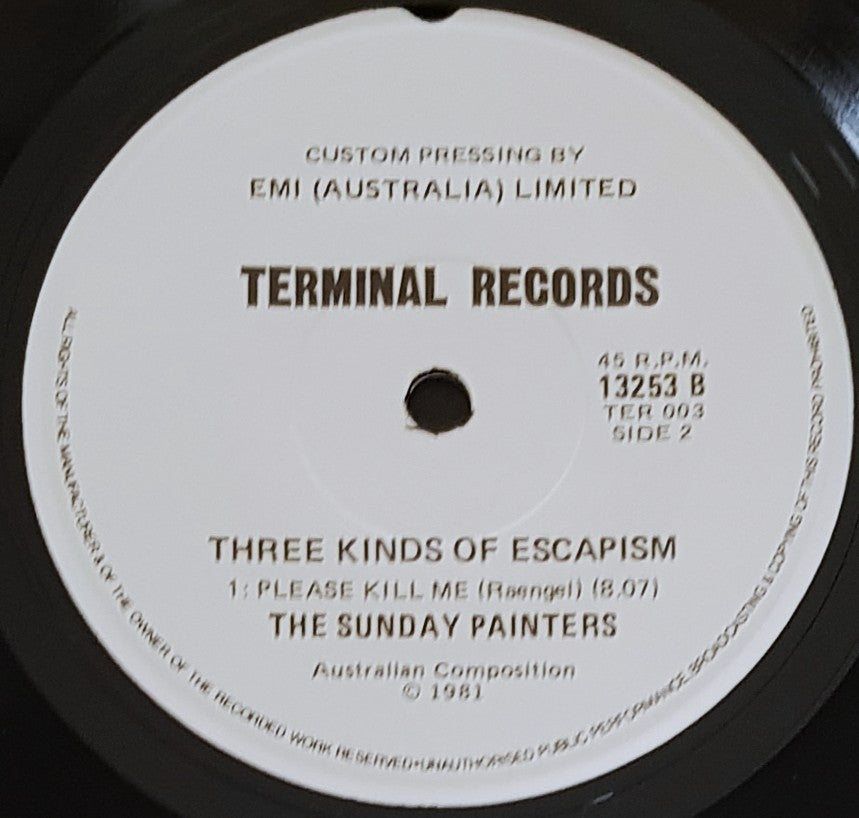 CUSTOM PRESSING BY
EMI (AUSTRALIA) LIMITED
TERMINAL RECORDS
45 R.P.M.
13253 B
TER 003
SIDE 2
THREE KINDS OF ESCAPISM
1: PLEASE KILL ME (Raengel) (8.07)
THE SUNDAY PAINTERS
Australian Composition
© 1981
ALL RIGHTS OF THE MANUFACTURER & OF THE OWNER OF THE RECORDED WORK RESERVED•UNAUTHORISED PUBLIC PERFORMANCE BROADCASTING & COPYING OF THIS RECORD PROHIBITED